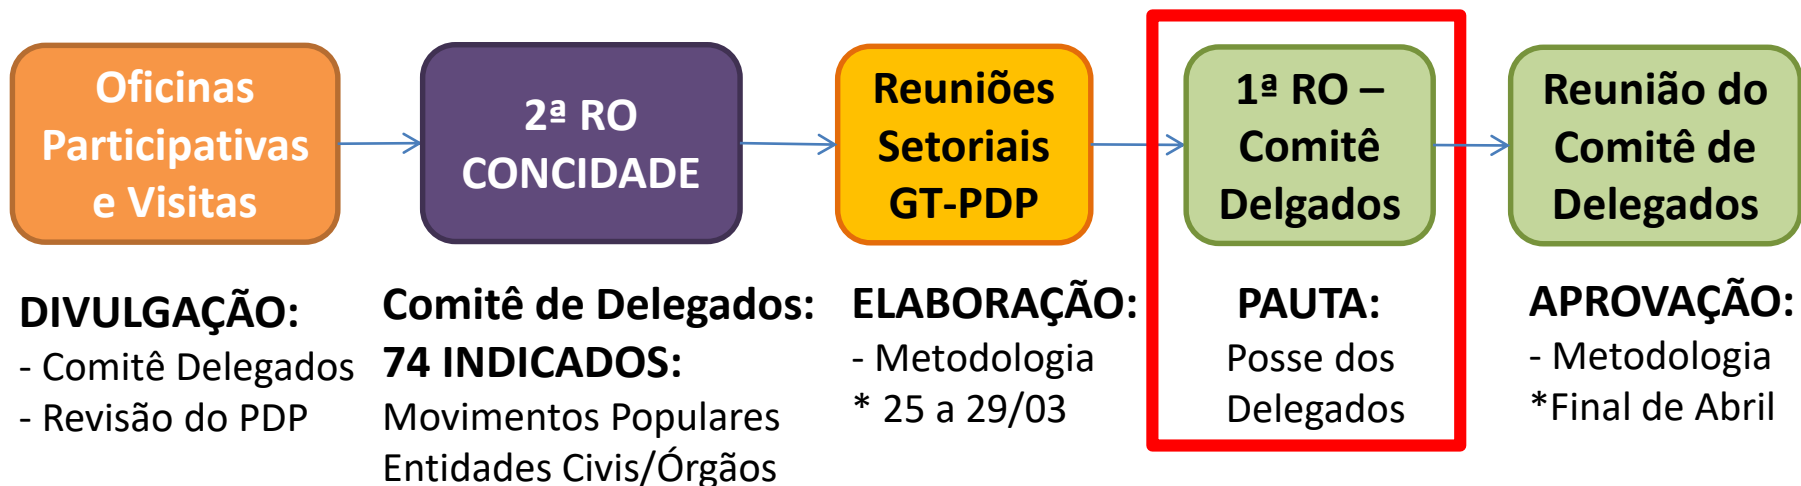 Oficinas
Participativas
e Visitas
2ª RO
CONCIDADE
Reuniões
Setoriais
GT-PDP
1ª RO –
Comitê
Delgados
Reunião do
Comitê de
Delegados
DIVULGAÇÃO:
- Comitê Delegados
- Revisão do PDP
Comitê de Delegados:
74 INDICADOS:
Movimentos Populares
Entidades Civis/Órgãos
ELABORAÇÃO:
- Metodologia
* 25 a 29/03
PAUTA:
Posse dos
Delegados
APROVAÇÃO:
- Metodologia
*Final de Abril